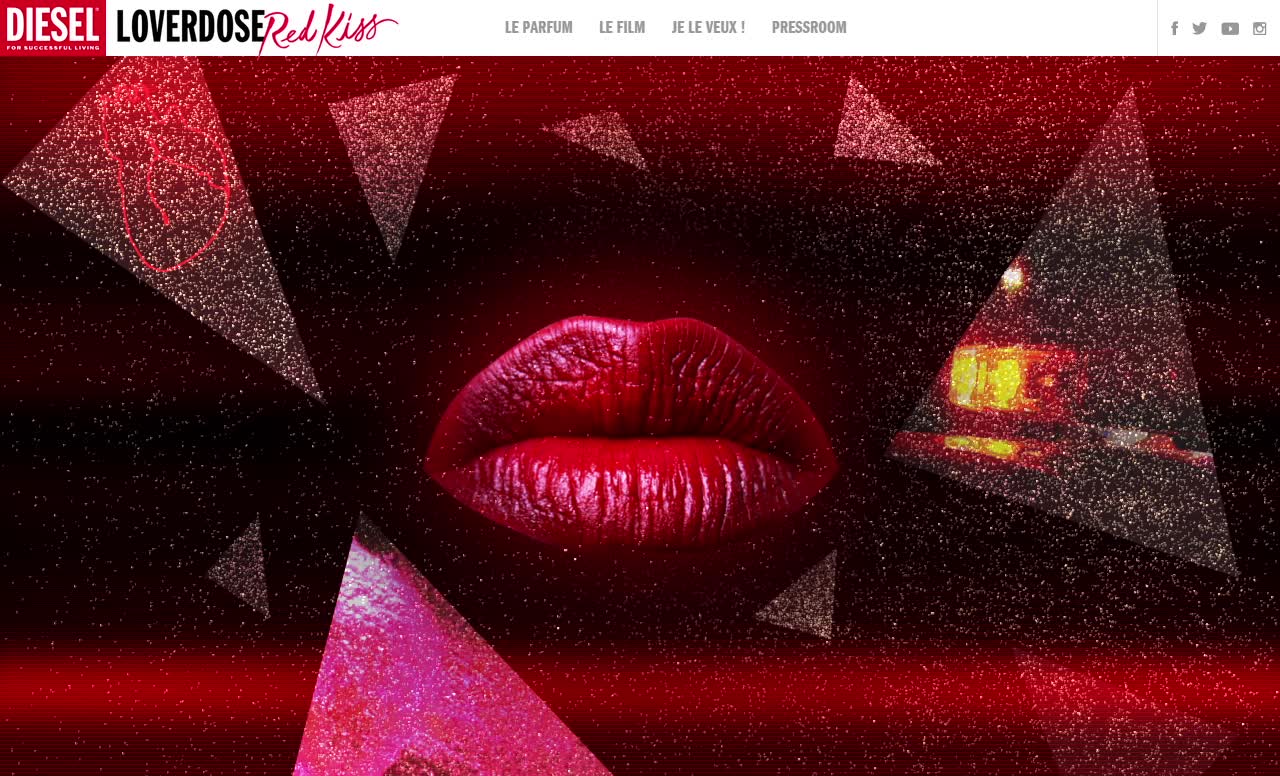 DIESEL
FOR SUCCESSFUL LIVING
LOVERDOSE Red Kiss
LE PARFUM LE FILM JE LE VEUX ! PRESSROOM